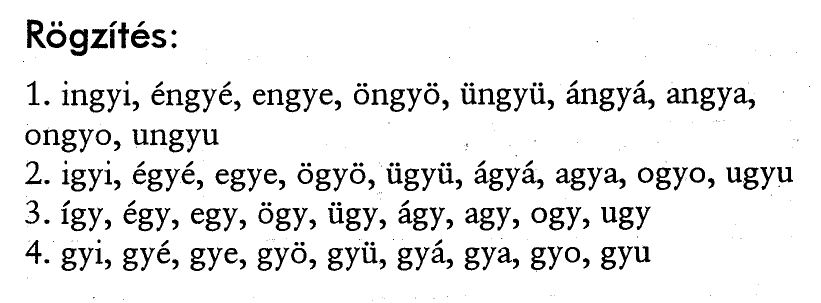 Rögzítés:
1. ingyi, éngyé, engye, öngyö, üngyü, ángyá, angya,
ongyo, ungyu
2. igyi, égyé, egye, ögyö, ügyü, ágyá, agya, ogyo, ugyu
3. így, égy, egy, ögy, ügy, ágy, agy, ogy, ugy
4. gyi, gyé, gye, gyö, gyü, gyá, gya, gyo, gyu